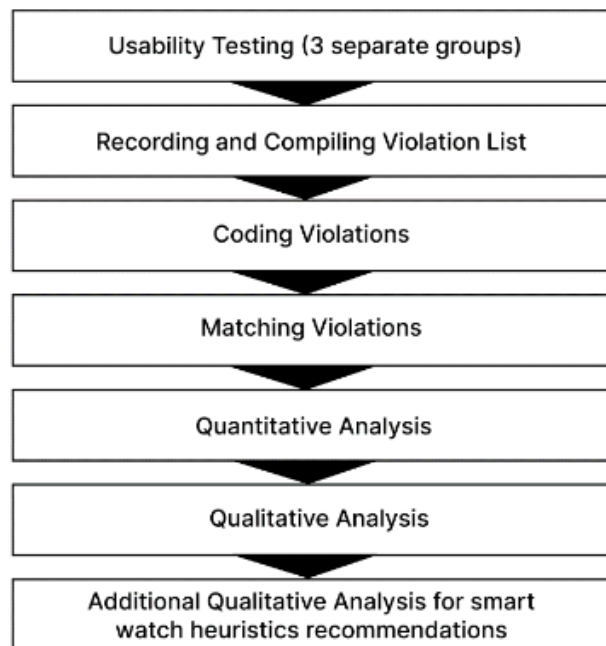 Usability Testing (3 separate groups)
Recording and Compiling Violation List
Coding Violations
Matching Violations
Quantitative Analysis
Qualitative Analysis
Additional Qualitative Analysis for smart
watch heuristics recommendations